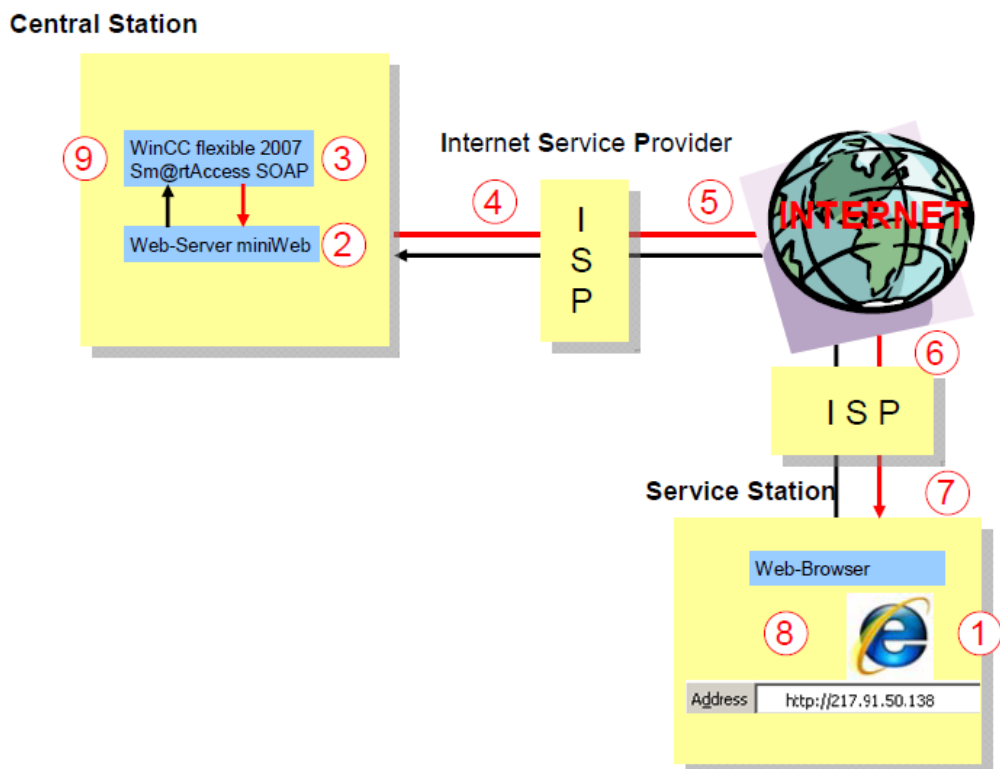 Central Station
9
WinCC flexible 2007
Sm@rtAccess SOAP
3
Web-Server miniWeb
2
Internet Service Provider
4
I
S
P
5
INTERNET
6
I S P
7
Service Station
Web-Browser
8
1
Address
http://217.91.50.138